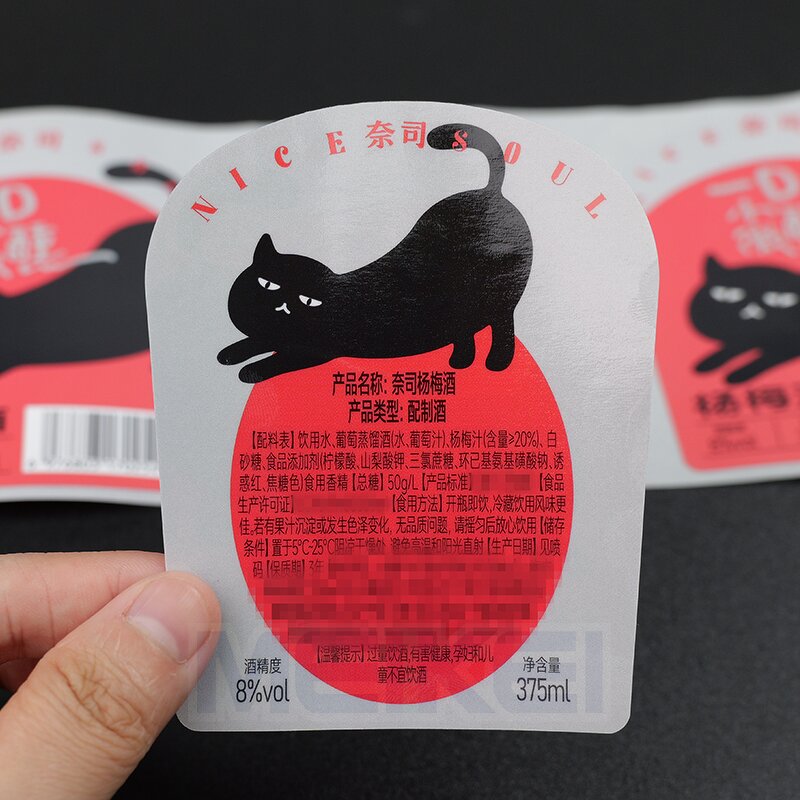 NICE 奈司 SOUL
产品名称: 奈司杨梅酒
产品类型: 配制酒
【配料表】饮用水、葡萄蒸馏酒(水、葡萄汁)、杨梅汁(含量≥20%)、白
砂糖、食品添加剂(柠檬酸、山梨酸钾、三氯蔗糖、环己基氨基磺酸钠、诱
惑红、焦糖色)食用香精【总糖】50g/L【产品标准】【食品
生产许可证】【食用方法】开瓶即饮,冷藏饮用风味更
佳。若有果汁沉淀或发生色泽变化, 无品质问题, 请摇匀后放心饮用【储存
条件】置于5°C-25°C阴凉干燥处,避免高温和阳光直射【生产日期】见喷
码【保质期】3年
【温馨提示】过量饮酒,有害健康,孕妇和儿
童不宜饮酒
酒精度
8%vol
净含量
375ml
MEKEI
一口
小
杨梅